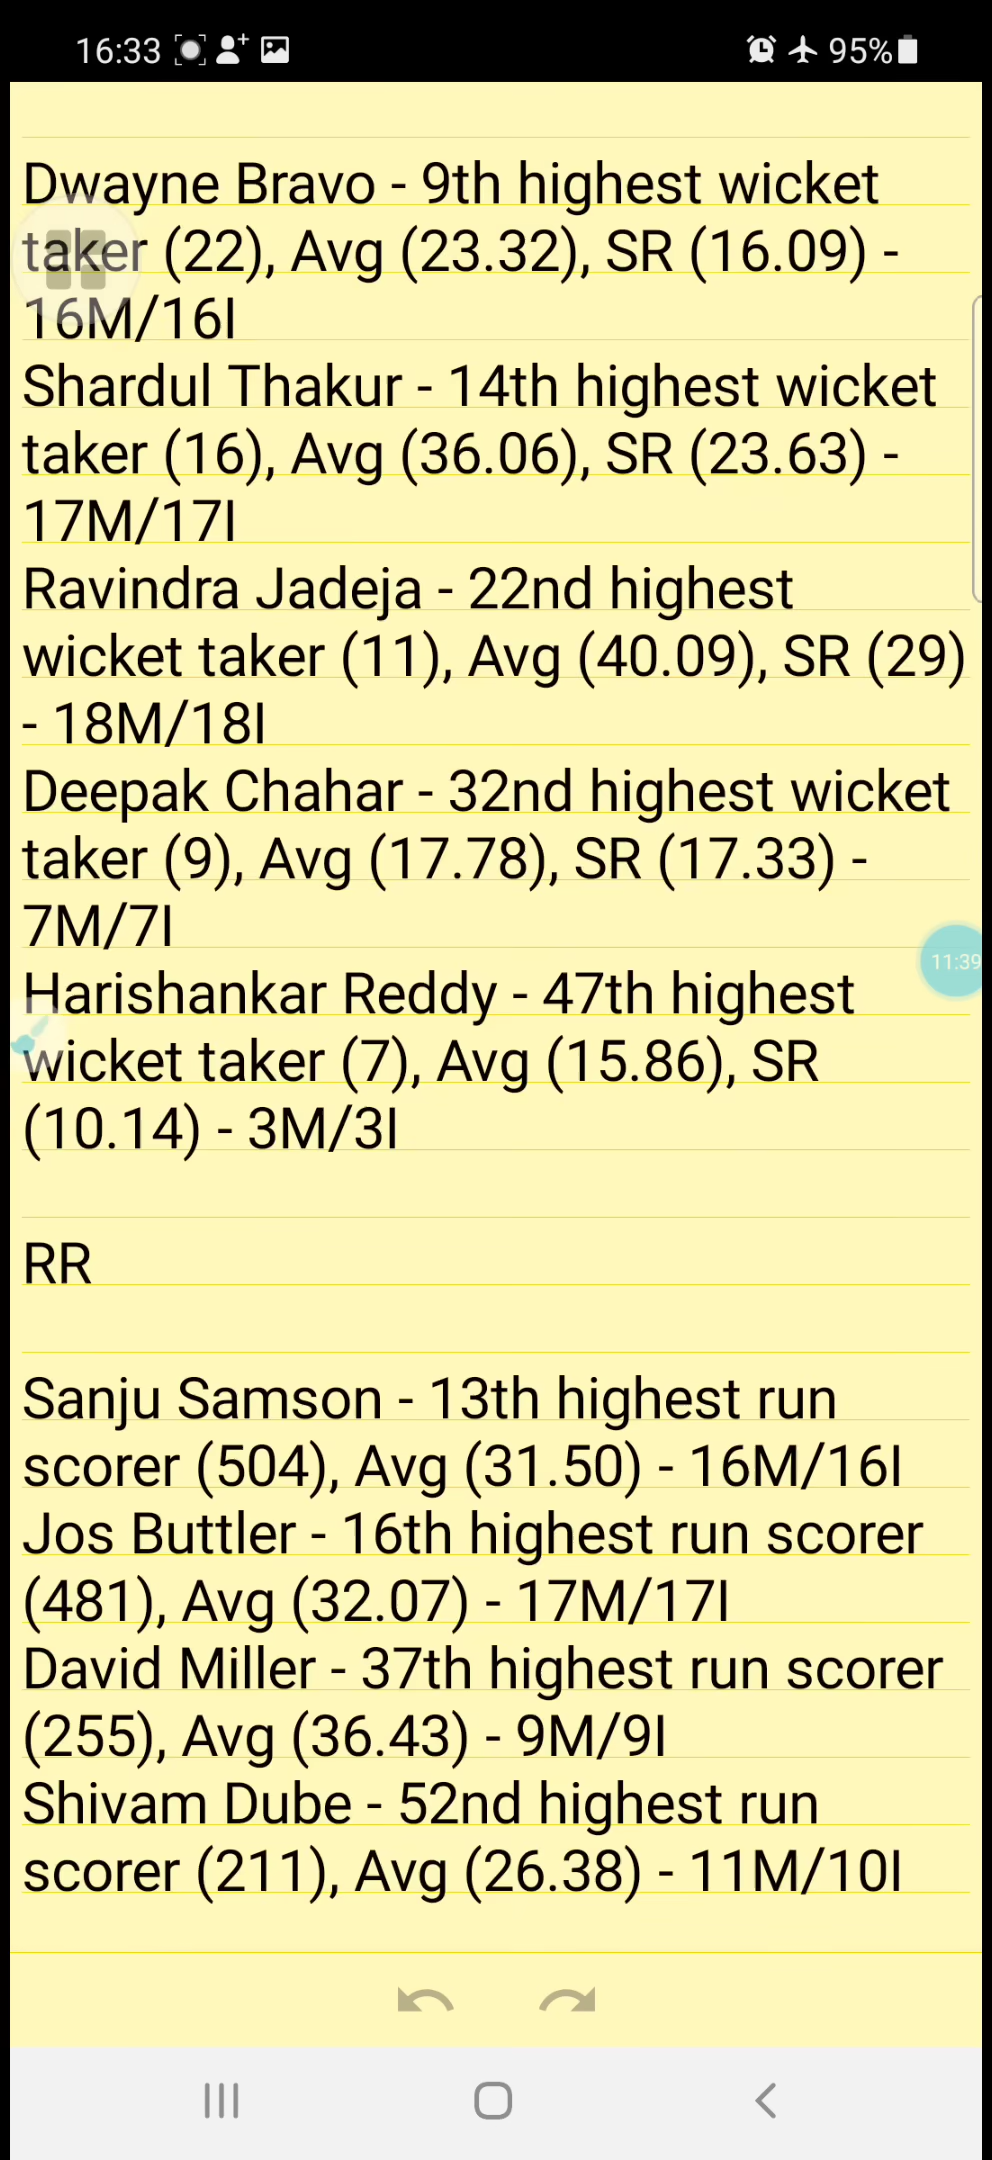 16:33
95%
Dwayne Bravo - 9th highest wicket
taker (22), Avg (23.32), SR (16.09) -
16M/16I
Shardul Thakur - 14th highest wicket
taker (16), Avg (36.06), SR (23.63) -
17M/17I
Ravindra Jadeja - 22nd highest
wicket taker (11), Avg (40.09), SR (29)
- 18M/18I
Deepak Chahar - 32nd highest wicket
taker (9), Avg (17.78), SR (17.33) -
7M/7I
11:39
Harishankar Reddy - 47th highest
wicket taker (7), Avg (15.86), SR
(10.14) - 3M/3I
RR
Sanju Samson - 13th highest run
scorer (504), Avg (31.50) - 16M/16I
Jos Buttler - 16th highest run scorer
(481), Avg (32.07) - 17M/17I
David Miller - 37th highest run scorer
(255), Avg (36.43) - 9M/9I
Shivam Dube - 52nd highest run
scorer (211), Avg (26.38) - 11M/10I